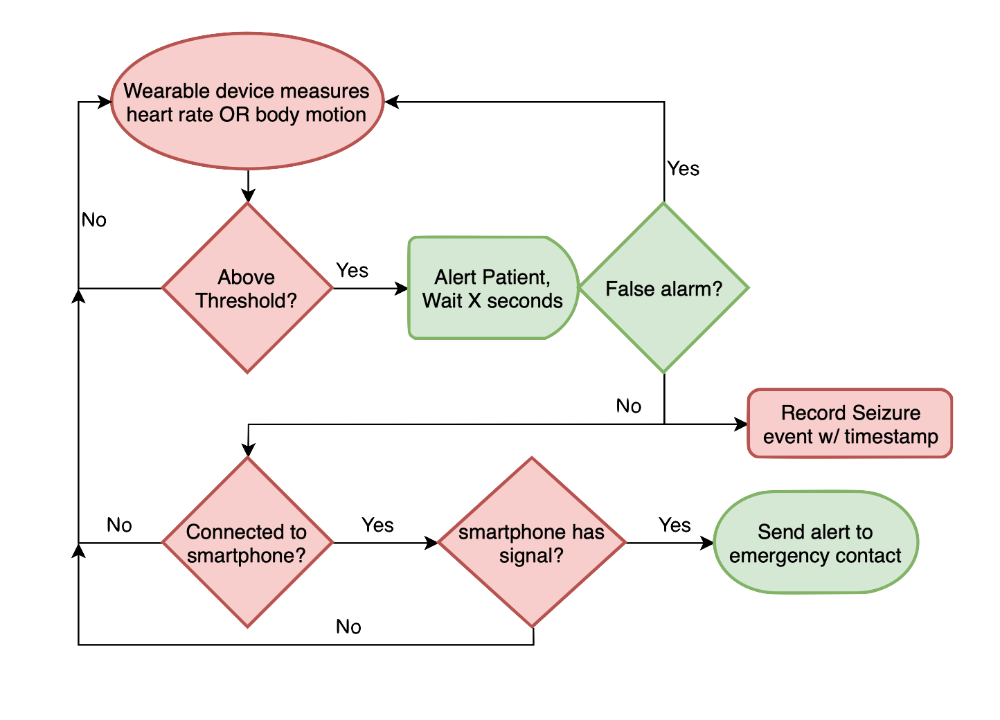 Wearable device measures
heart rate OR body motion
Yes
No
Above
Threshold?
Yes
Alert Patient,
Wait X seconds
False alarm?
No
Record Seizure
event w/ timestamp
No
Connected to
smartphone?
Yes
smartphone has
signal?
Yes
Send alert to
emergency contact
No